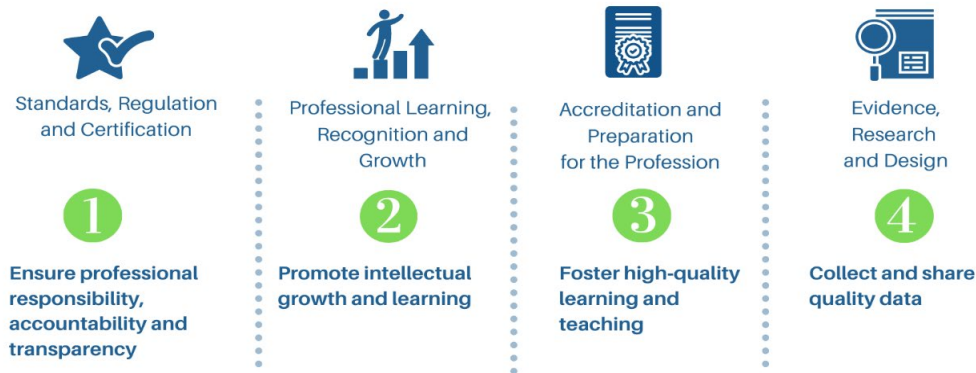 Standards, Regulation
and Certification
1
Ensure professional
responsibility,
accountability and
transparency
Professional Learning,
Recognition and
Growth
2
Promote intellectual
growth and learning
Accreditation and
Preparation
for the Profession
3
Foster high-quality
learning and
teaching
Evidence,
Research
and Design
4
Collect and share
quality data